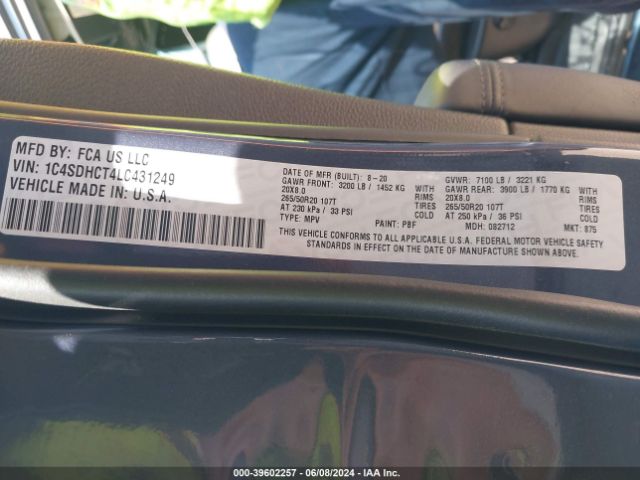 MFD BY: FCA US LLC
VIN: 1C4SDHCT4LC431249
VEHICLE MADE IN U.S.A.
DATE OF MFR (BUILT): 8-20 GVWR: 7100 LB / 3221 KG
GAWR FRONT: 3200 LB / 1452 KG WITH GAWR REAR: 3900 LB / 1770 KG WITH
20X8.0 RIMS 20X8.0 RIMS
265/50R20 107T TIRES 265/50R20 107T TIRES
AT 230 kPa / 33 PSI COLD AT 250 kPa / 36 PSI COLD
TYPE: MPV PAINT: PBF MDH: 082712 MKT: 875
THIS VEHICLE CONFORMS TO ALL APPLICABLE U.S.A. FEDERAL MOTOR VEHICLE SAFETY
STANDARDS IN EFFECT ON THE DATE OF MANUFACTURE SHOWN ABOVE.
000-39602257 - 06/08/2024 - IAA Inc.